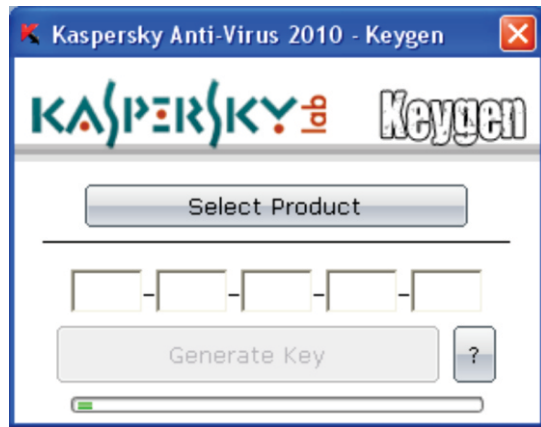 Kaspersky Anti-Virus 2010 - Keygen
KASPERSKY lab Keygen
Select Product
- - - -
Generate Key ?